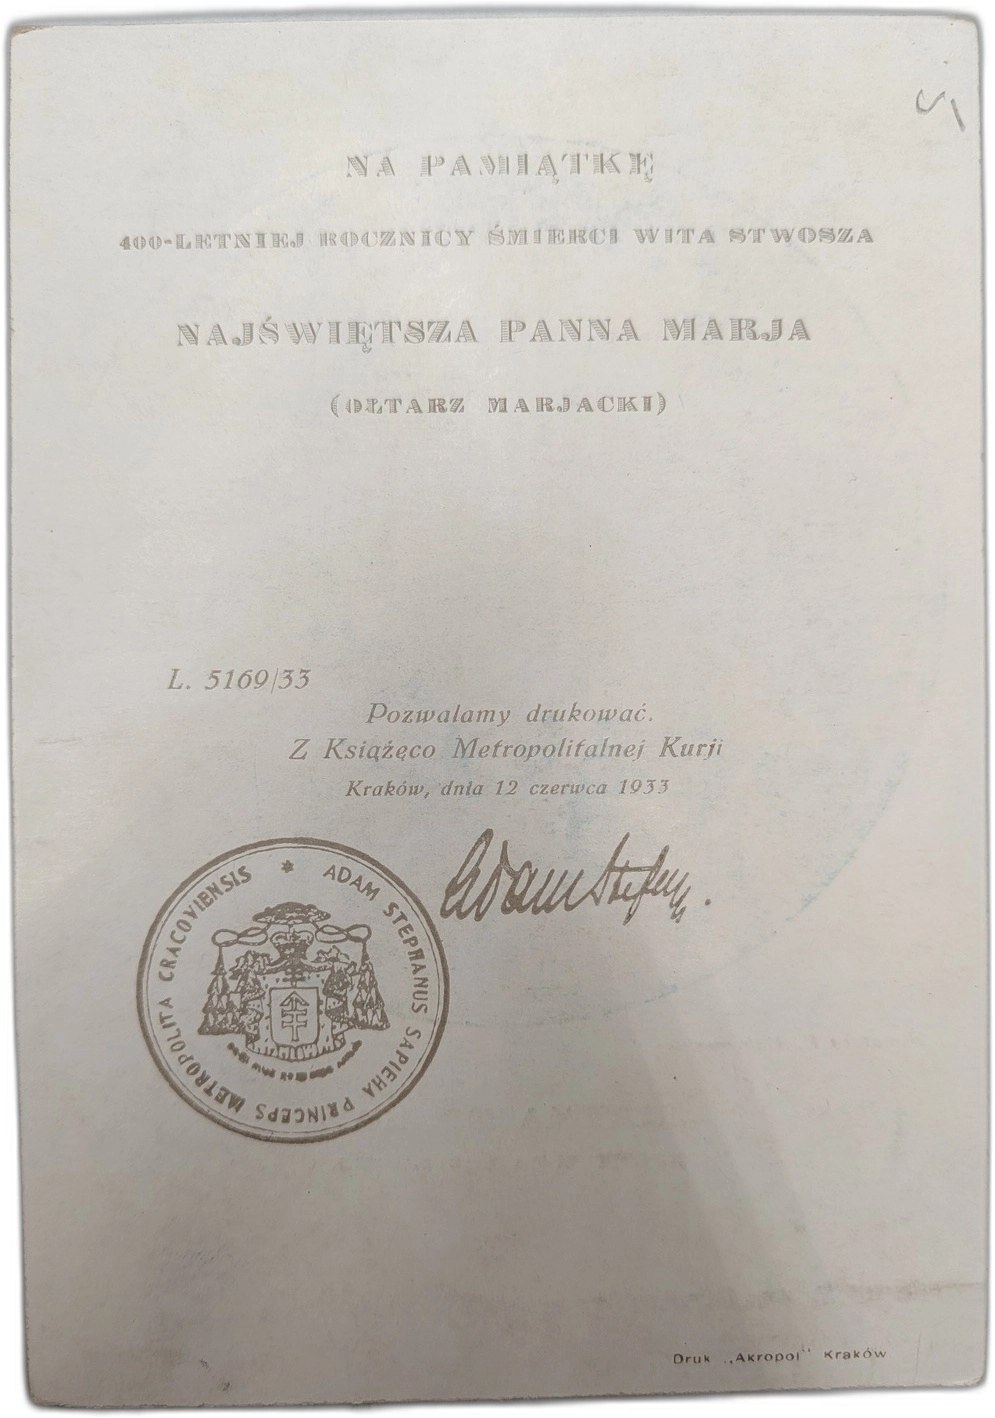 NA PAMIĄTKĘ
400-LETNIEJ ROCZNICY ŚMIERCI WITA STWOSZA
NAJŚWIĘTSZA PANNA MARJA
(OŁTARZ MARJACKI)
L. 5169/33
Pozwalamy drukować.
Z Książęco Metropolitalnej Kurji
Kraków, dnia 12 czerwca 1933
Adam Stefan.
* ADAM STEPHANUS SAPIEHA PRINCEPS METROPOLITA CRACOVIENSIS
Druk „Akropol" Kraków